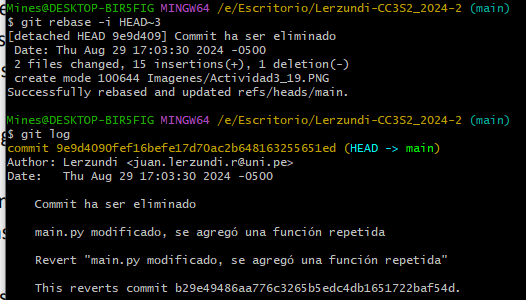 Mines@DESKTOP-BIR5FIG MINGW64 /e/Escritorio/Lerzundi-CC3S2_2024-2 (main)
$ git rebase -i HEAD~3
[detached HEAD 9e9d409] Commit ha ser eliminado
 Date: Thu Aug 29 17:03:30 2024 -0500
 2 files changed, 15 insertions(+), 1 deletion(-)
 create mode 100644 Imagenes/Actividad3_19.PNG
Successfully rebased and updated refs/heads/main.
Mines@DESKTOP-BIR5FIG MINGW64 /e/Escritorio/Lerzundi-CC3S2_2024-2 (main)
$ git log
commit 9e9d4090fef16befe17d70ac2b648163255651ed (HEAD -> main)
Author: Lerzundi <juan.lerzundi.r@uni.pe>
Date:   Thu Aug 29 17:03:30 2024 -0500
    Commit ha ser eliminado
    main.py modificado, se agregó una función repetida
    Revert "main.py modificado, se agregó una función repetida"
    This reverts commit b29e49486aa776c3265b5edc4db1651722baf54d.